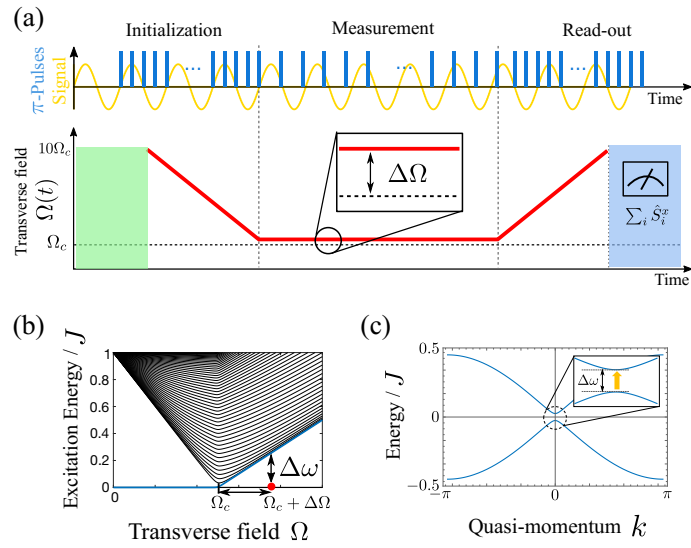 (a)
Initialization
Measurement
Read-out
π-Pulses
Signal
...
...
...
Time
Transverse field
Ω(t)
10Ω_c
Ω_c
ΔΩ
∑_i Ŝ_i^x
Time
(b)
Excitation Energy / J
1
0.8
0.6
0.4
0.2
0
0
Ω_c
Ω_c + ΔΩ
Δω
Transverse field Ω
(c)
Energy / J
0.5
0
-0.5
−π
0
π
Δω
Quasi-momentum k